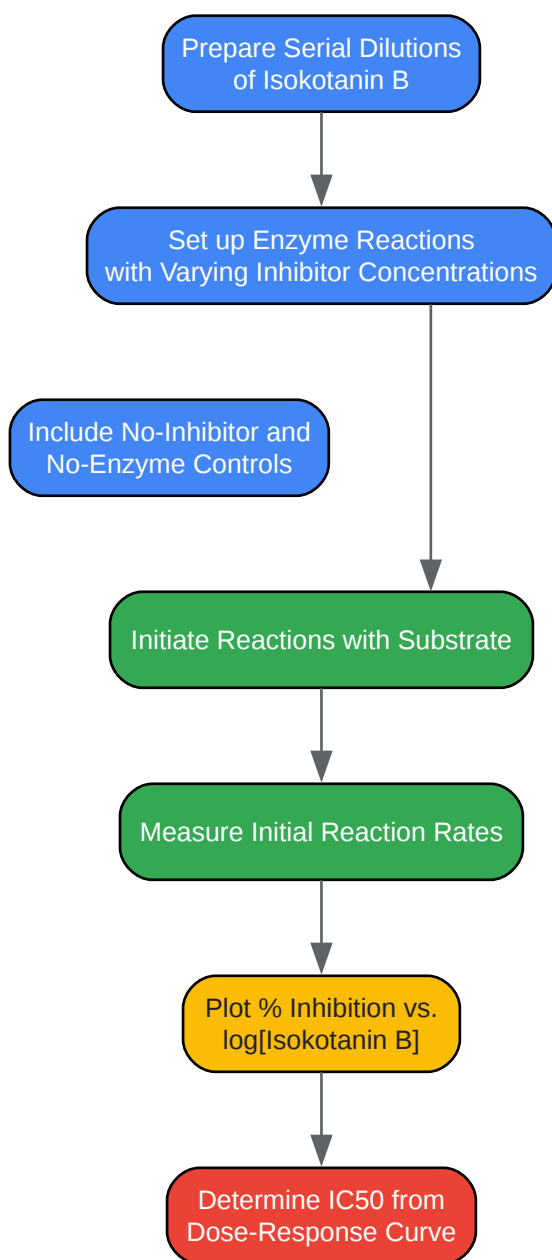 Prepare Serial Dilutions
of Isokotanin B
Set up Enzyme Reactions
with Varying Inhibitor Concentrations
Include No-Inhibitor and
No-Enzyme Controls
Initiate Reactions with Substrate
Measure Initial Reaction Rates
Plot % Inhibition vs.
log[Isokotanin B]
Determine IC50 from
Dose-Response Curve